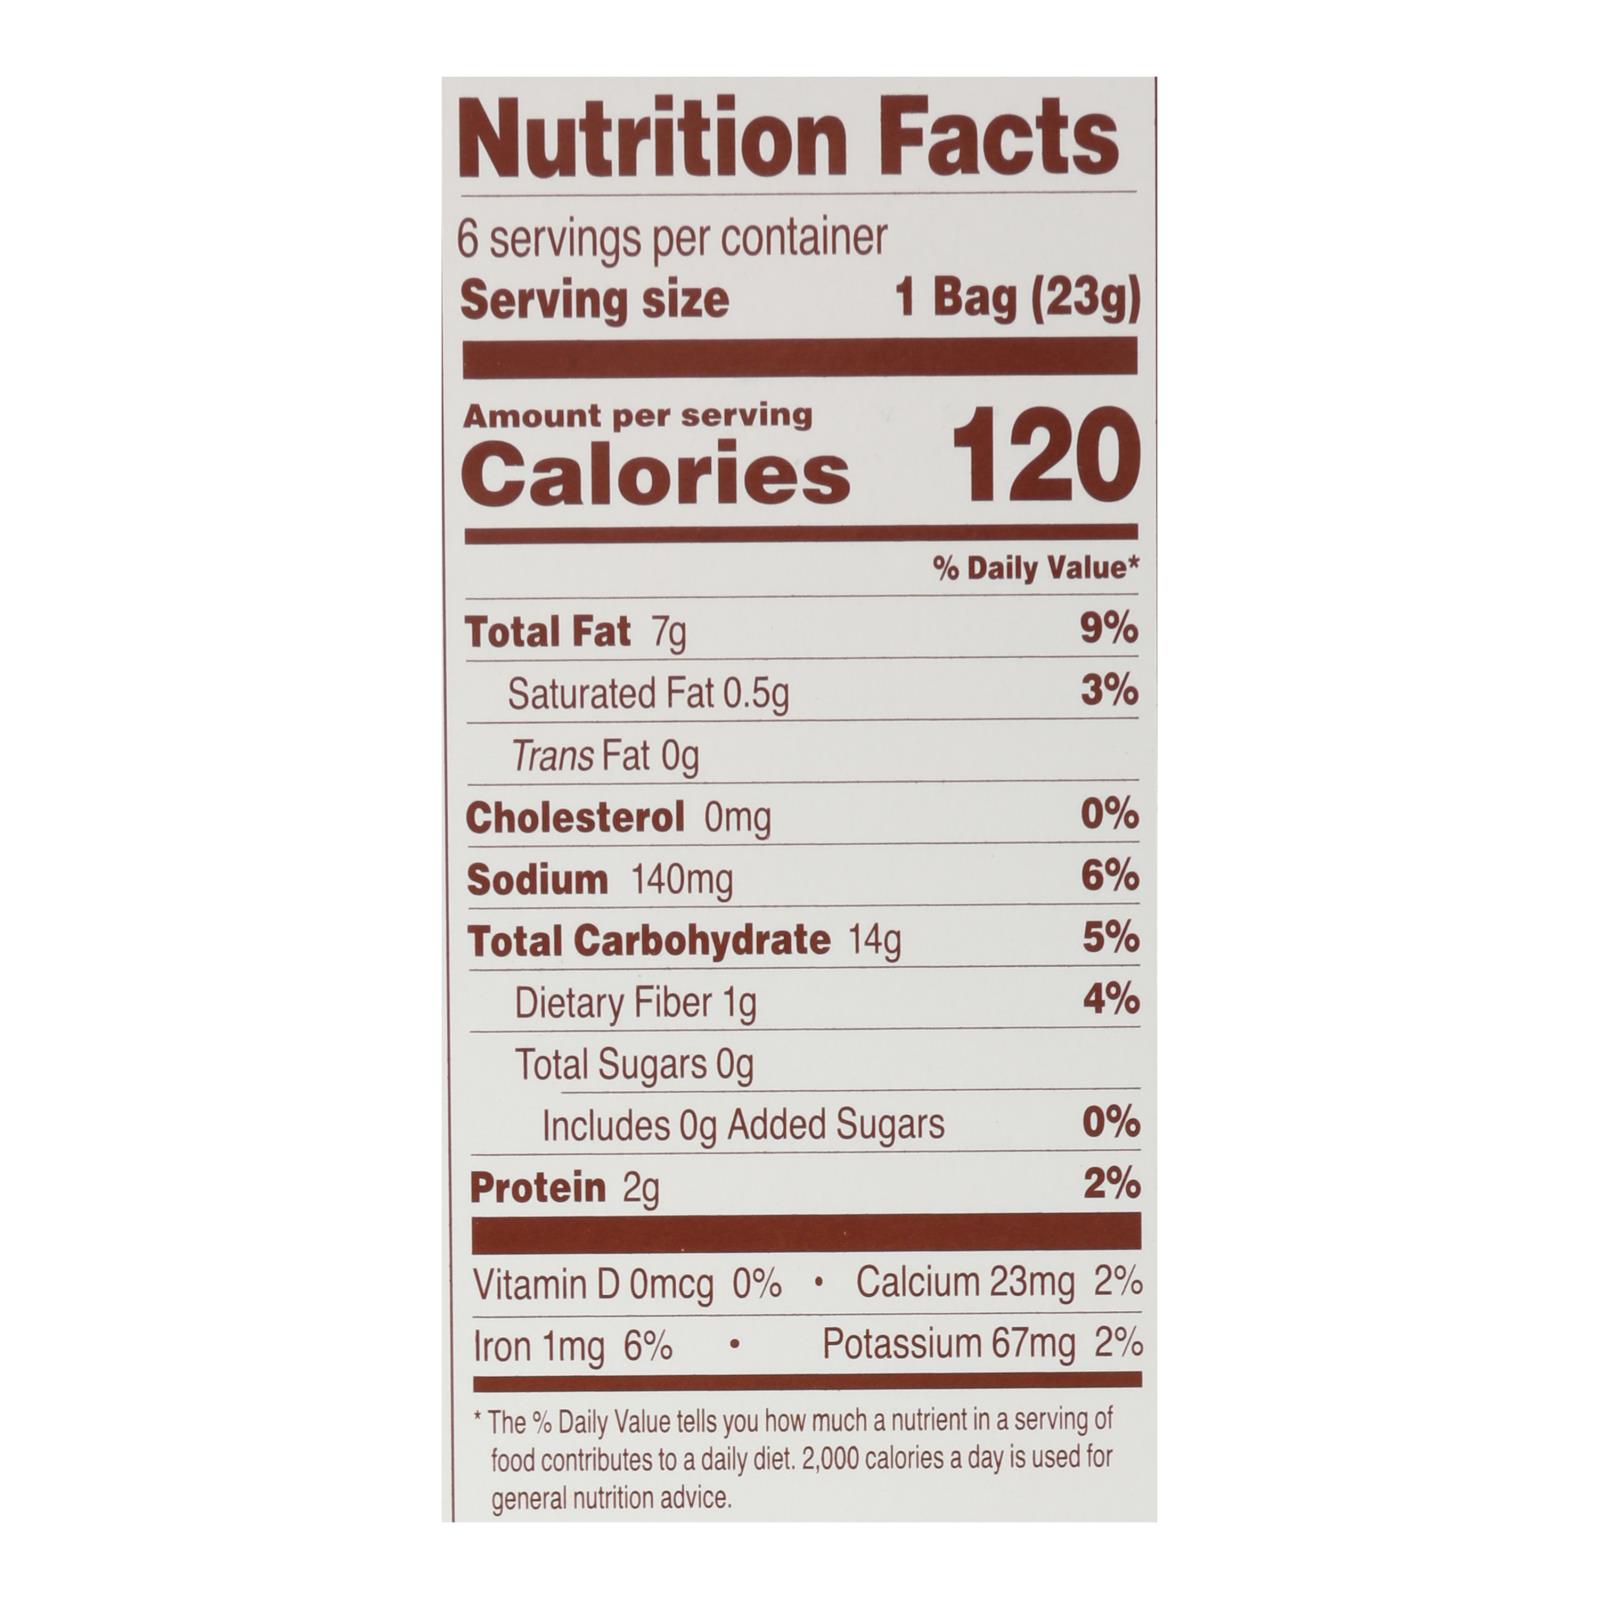 Nutrition Facts
6 servings per container
Serving size 1 Bag (23g)
Amount per serving
Calories 120
% Daily Value*
Total Fat 7g 9%
Saturated Fat 0.5g 3%
Trans Fat 0g
Cholesterol 0mg 0%
Sodium 140mg 6%
Total Carbohydrate 14g 5%
Dietary Fiber 1g 4%
Total Sugars 0g
Includes 0g Added Sugars 0%
Protein 2g 2%
Vitamin D 0mcg 0% • Calcium 23mg 2%
Iron 1mg 6% • Potassium 67mg 2%
* The % Daily Value tells you how much a nutrient in a serving of
food contributes to a daily diet. 2,000 calories a day is used for
general nutrition advice.